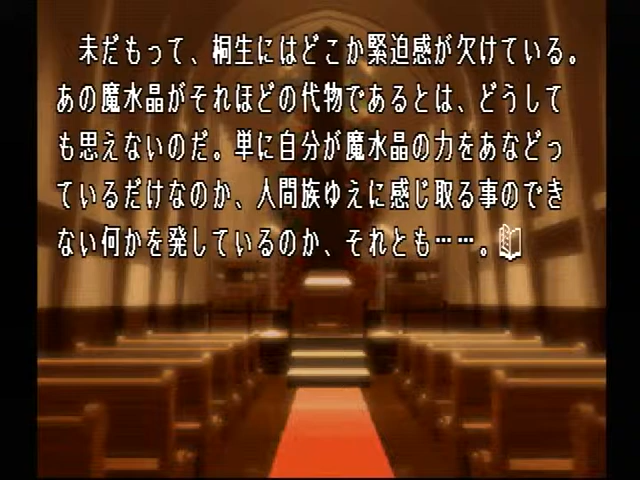 未だもって、桐生にはどこか緊迫感が欠けている。
あの魔水晶がそれほどの代物であるとは、どうして
も思えないのだ。単に自分が魔水晶の力をあなどっ
ているだけなのか、人間族ゆえに感じ取る事のでき
ない何かを発しているのか、それとも……。